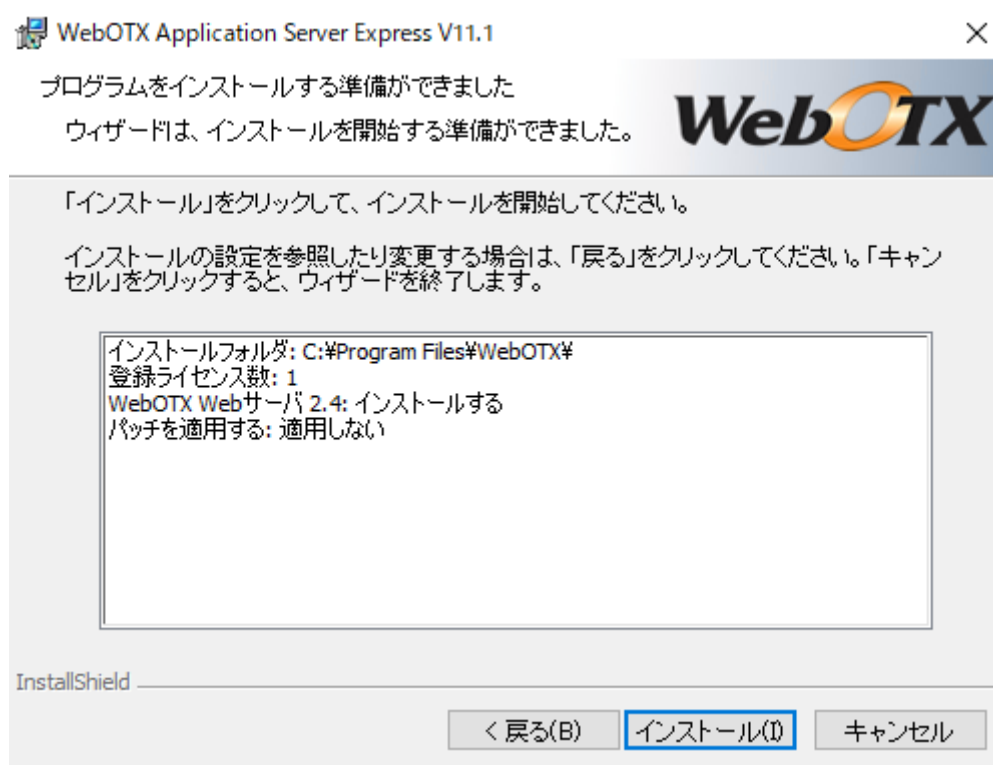 WebOTX Application Server Express V11.1
プログラムをインストールする準備ができました
ウィザードは、インストールを開始する準備ができました。
WebOTX
「インストール」をクリックして、インストールを開始してください。
インストールの設定を参照したり変更する場合は、「戻る」をクリックしてください。「キャン
セル」をクリックすると、ウィザードを終了します。
インストールフォルダ: C:¥Program Files¥WebOTX¥
登録ライセンス数: 1
WebOTX Webサーバ 2.4: インストールする
パッチを適用する: 適用しない
InstallShield
< 戻る(B) インストール(I) キャンセル